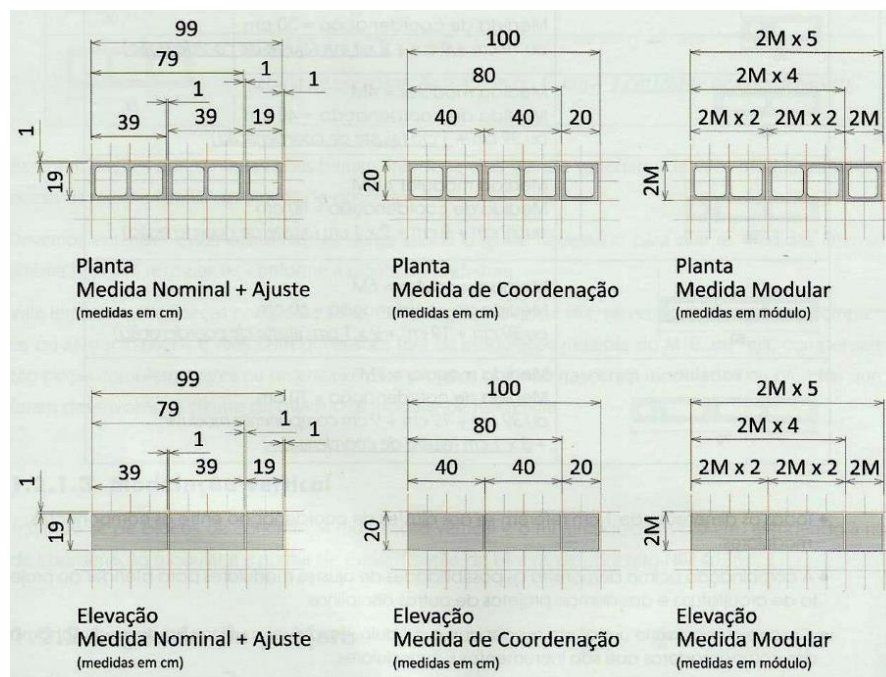 99
79
1
1
1
39
39
19
1
19
Planta
Medida Nominal + Ajuste
(medidas em cm)
100
80
40
40
20
20
Planta
Medida de Coordenação
(medidas em cm)
2M x 5
2M x 4
2M x 2
2M x 2
2M
2M
Planta
Medida Modular
(medidas em módulo)
99
79
1
1
1
39
39
19
1
19
Elevação
Medida Nominal + Ajuste
(medidas em cm)
100
80
40
40
20
20
Elevação
Medida de Coordenação
(medidas em cm)
2M x 5
2M x 4
2M x 2
2M x 2
2M
2M
Elevação
Medida Modular
(medidas em módulo)